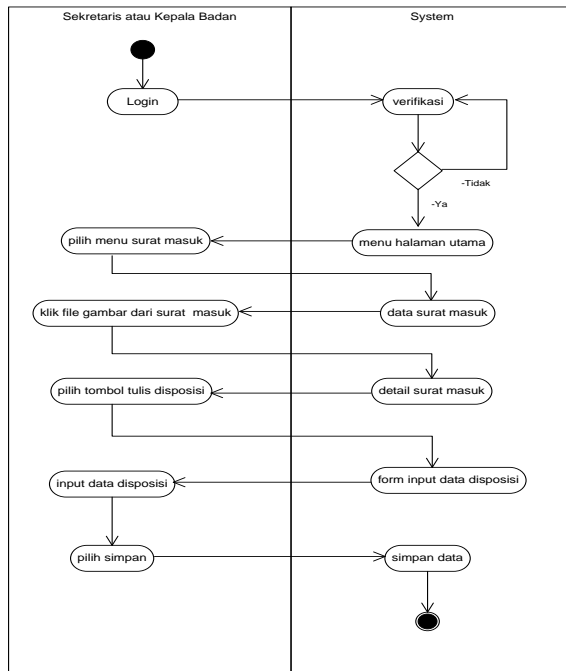 Sekretaris atau Kepala Badan
System
Login
verifikasi
-Tidak
-Ya
pilih menu surat masuk
menu halaman utama
klik file gambar dari surat masuk
data surat masuk
pilih tombol tulis disposisi
detail surat masuk
input data disposisi
form input data disposisi
pilih simpan
simpan data